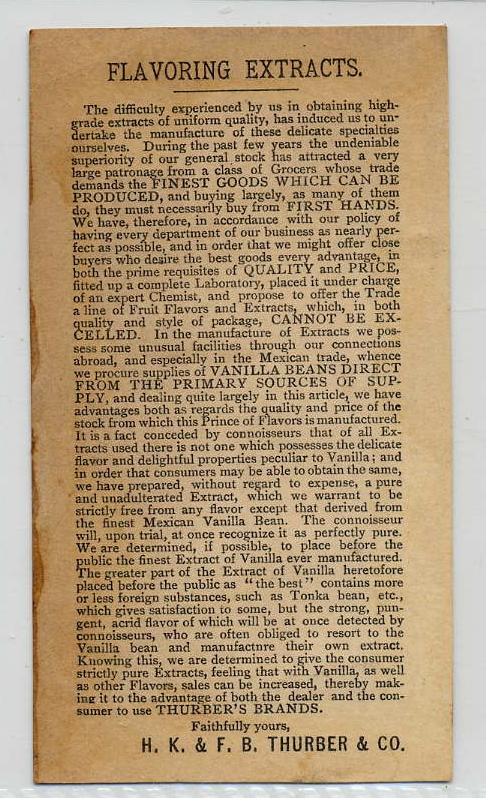 FLAVORING EXTRACTS.
The difficulty experienced by us in obtaining high-
grade extracts of uniform quality, has induced us to un-
dertake the manufacture of these delicate specialties
ourselves. During the past few years the undeniable
superiority of our general stock has attracted a very
large patronage from a class of Grocers whose trade
demands the FINEST GOODS WHICH CAN BE
PRODUCED, and buying largely, as many of them
do, they must necessarily buy from FIRST HANDS.
We have, therefore, in accordance with our policy of
having every department of our business as nearly per-
fect as possible, and in order that we might offer close
buyers who desire the best goods every advantage, in
both the prime requisites of QUALITY and PRICE,
fitted up a complete Laboratory, placed it under charge
of an expert Chemist, and propose to offer the Trade
a line of Fruit Flavors and Extracts, which, in both
quality and style of package, CANNOT BE EX-
CELLED. In the manufacture of Extracts we pos-
sess some unusual facilities through our connections
abroad, and especially in the Mexican trade, whence
we procure supplies of VANILLA BEANS DIRECT
FROM THE PRIMARY SOURCES OF SUP-
PLY, and dealing quite largely in this article, we have
advantages both as regards the quality and price of the
stock from which this Prince of Flavors is manufactured.
It is a fact conceded by connoisseurs that of all Ex-
tracts used there is not one which possesses the delicate
flavor and delightful properties peculiar to Vanilla; and
in order that consumers may be able to obtain the same,
we have prepared, without regard to expense, a pure
and unadulterated Extract, which we warrant to be
strictly free from any flavor except that derived from
the finest Mexican Vanilla Bean. The connoisseur
will, upon trial, at once recognize it as perfectly pure.
We are determined, if possible, to place before the
public the finest Extract of Vanilla ever manufactured.
The greater part of the Extract of Vanilla heretofore
placed before the public as "the best" contains more
or less foreign substances, such as Tonka bean, etc.,
which gives satisfaction to some, but the strong, pun-
gent, acrid flavor of which will be at once detected by
connoisseurs, who are often obliged to resort to the
Vanilla bean and manufactnre their own extract.
Knowing this, we are determined to give the consumer
strictly pure Extracts, feeling that with Vanilla, as well
as other Flavors, sales can be increased, thereby mak-
ing it to the advantage of both the dealer and the con-
sumer to use THURBER'S BRANDS.
Faithfully yours,
H. K. & F. B. THURBER & CO.